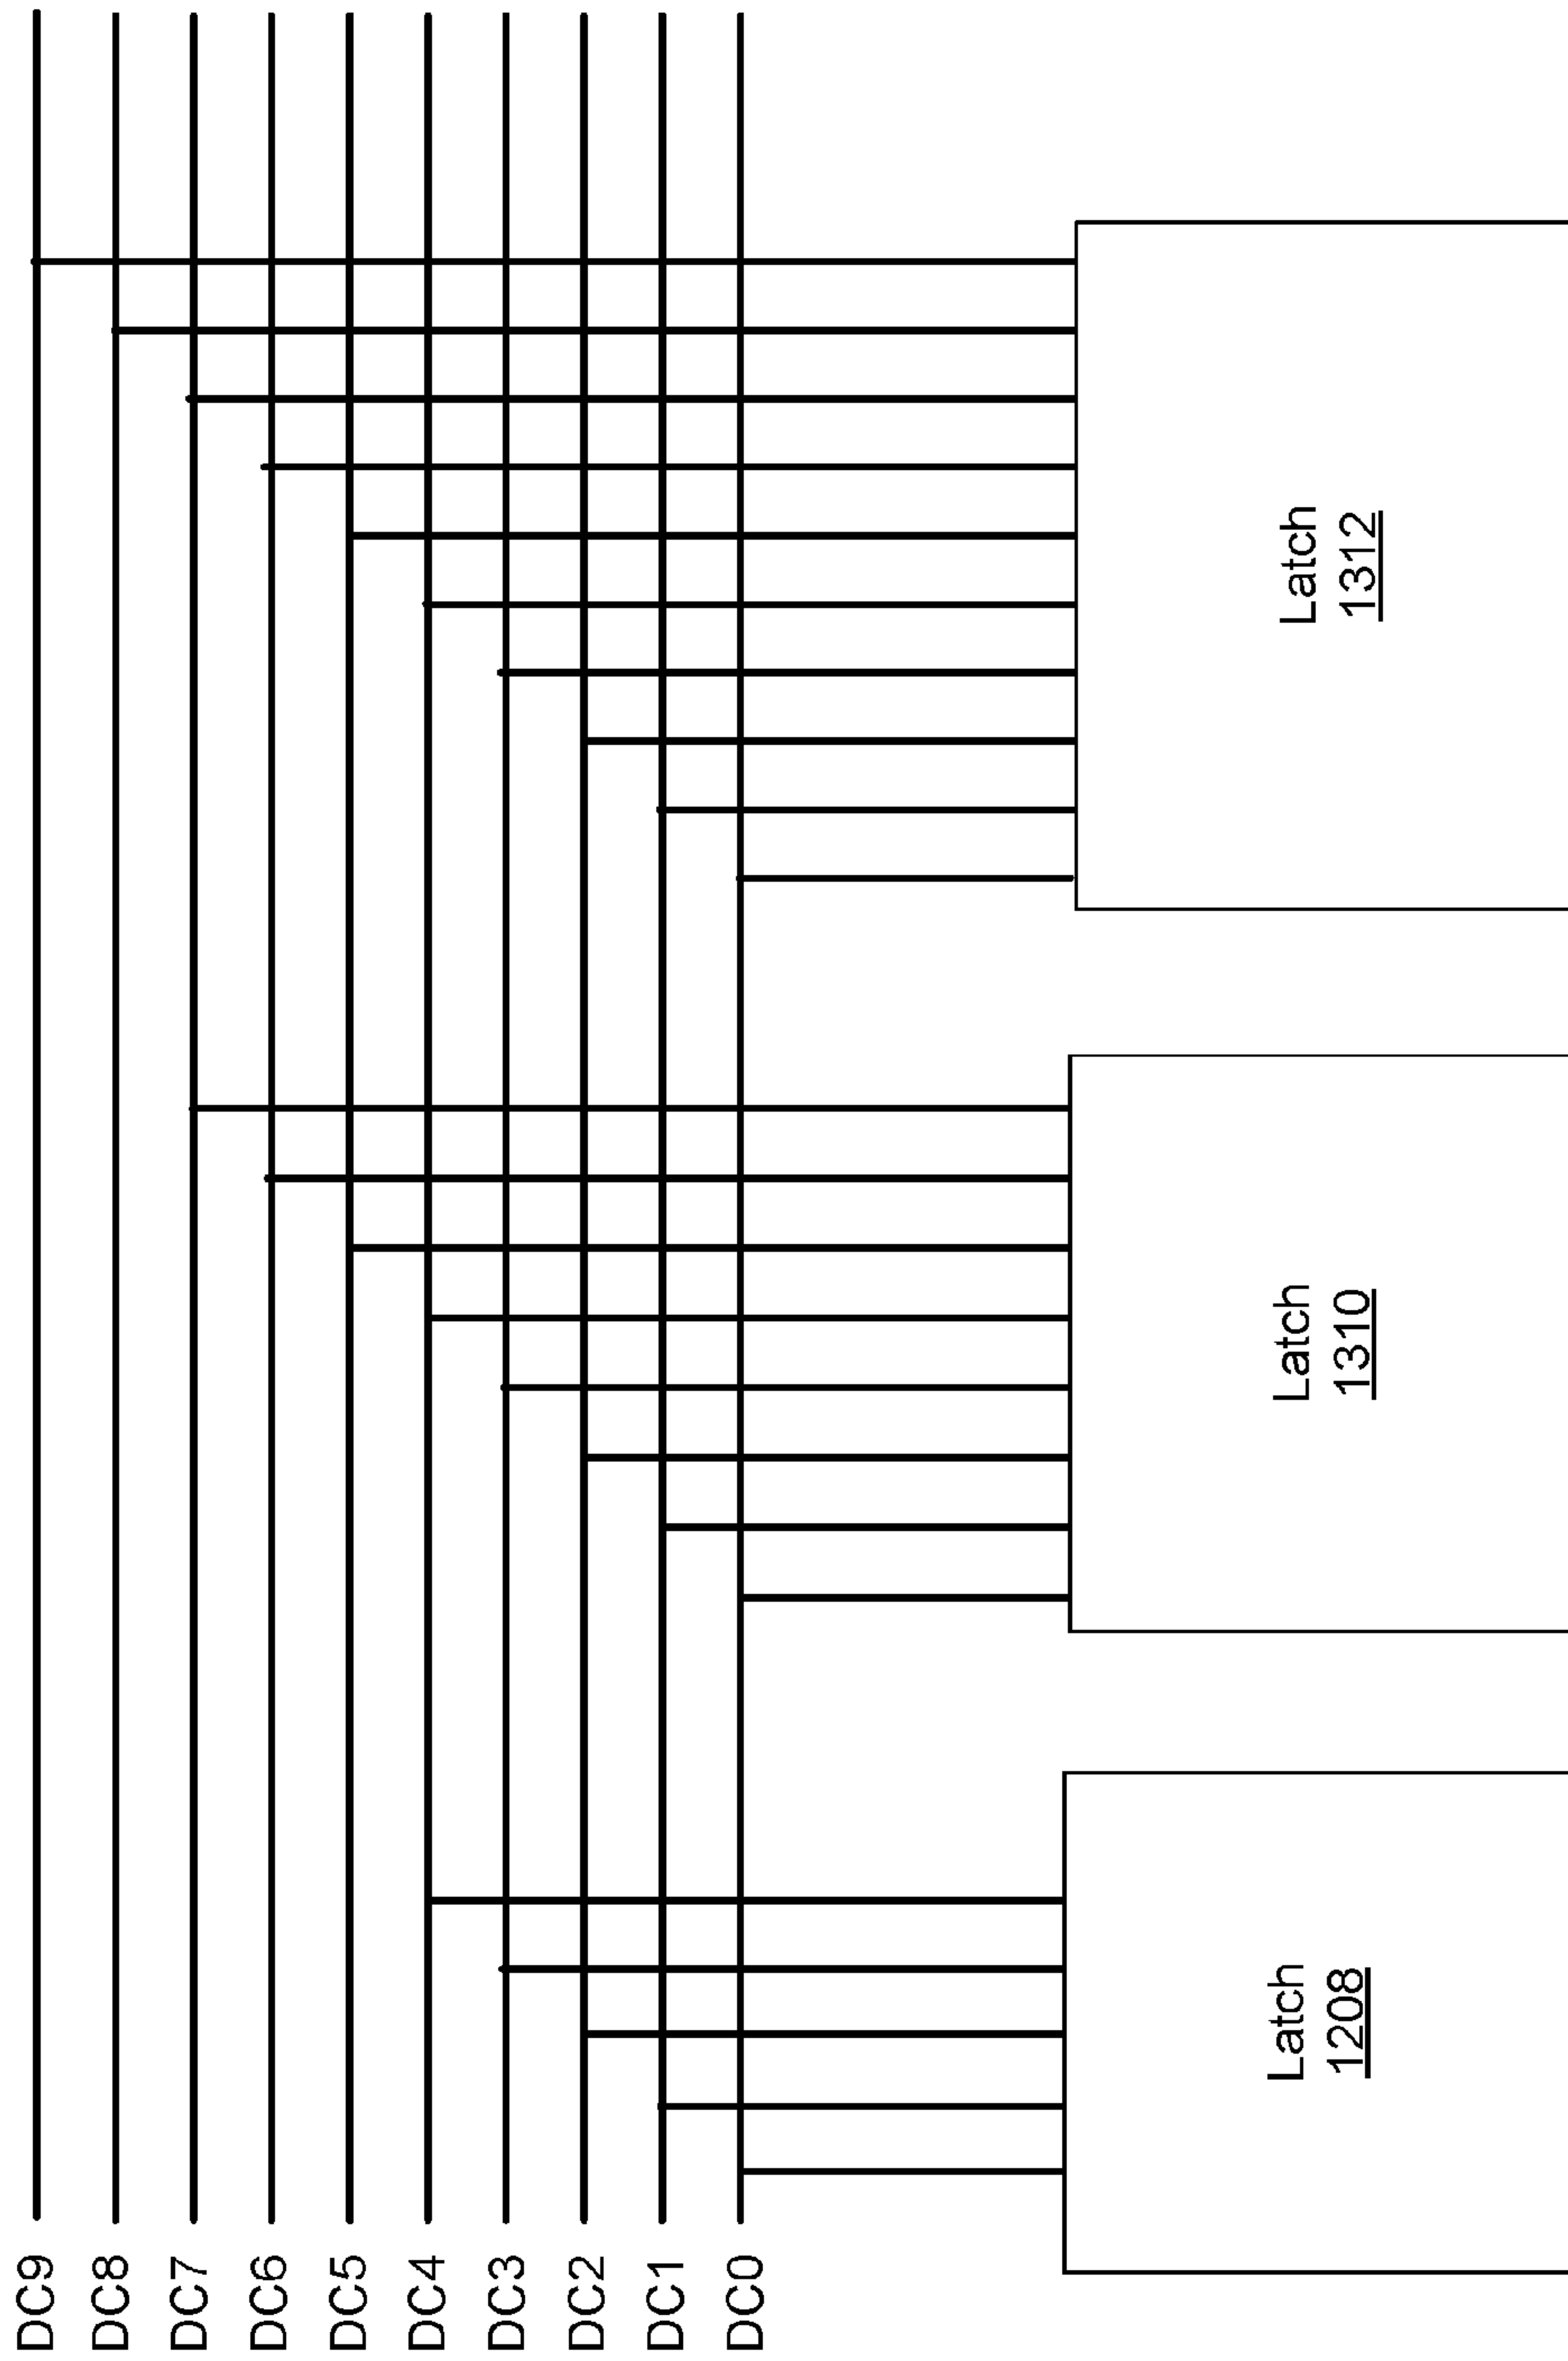 DC9
DC8
DC7
DC6
DC5
DC4
DC3
DC2
DC1
DC0
Latch
1208
Latch
1310
Latch
1312